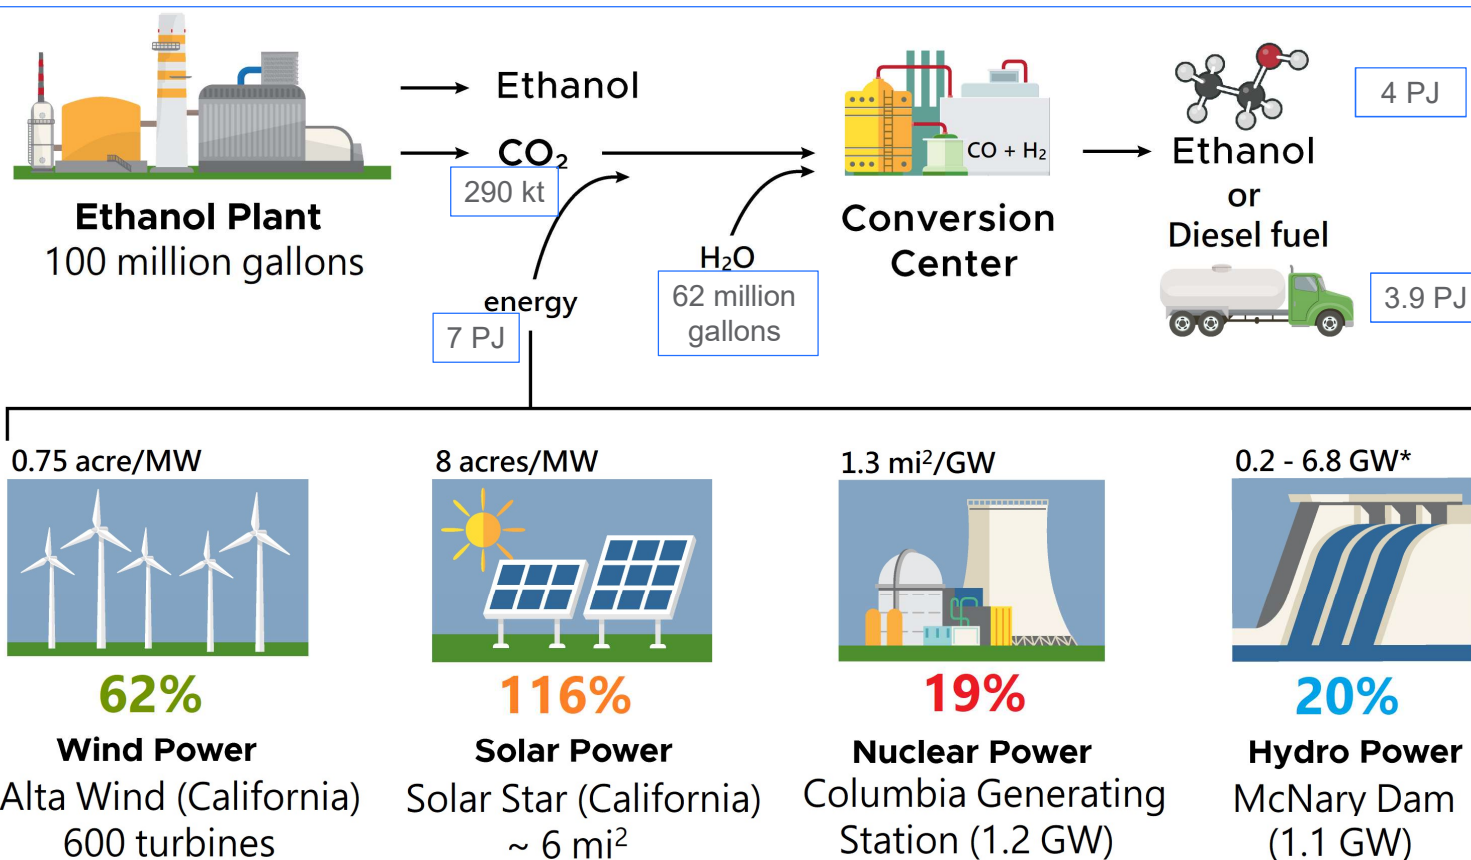 Ethanol
CO₂
290 kt
Ethanol Plant
100 million gallons
energy
7 PJ
H₂O
62 million
gallons
CO + H₂
Conversion
Center
4 PJ
Ethanol
or
Diesel fuel
3.9 PJ
0.75 acre/MW
62%
Wind Power
Alta Wind (California)
600 turbines
8 acres/MW
116%
Solar Power
Solar Star (California)
~ 6 mi²
1.3 mi²/GW
19%
Nuclear Power
Columbia Generating
Station (1.2 GW)
0.2 - 6.8 GW*
20%
Hydro Power
McNary Dam
(1.1 GW)